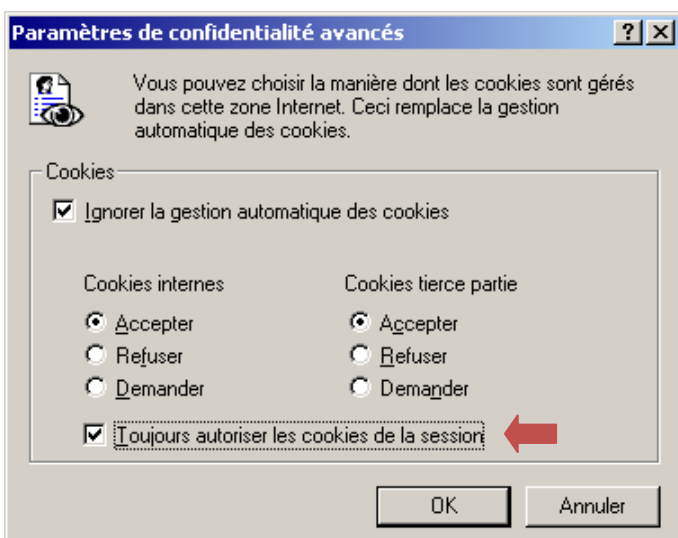 Paramètres de confidentialité avancés
Vous pouvez choisir la manière dont les cookies sont gérés
dans cette zone Internet. Ceci remplace la gestion
automatique des cookies.
Cookies
Ignorer la gestion automatique des cookies
Cookies internes Cookies tierce partie
Accepter Accepter
Refuser Refuser
Demander Demander
Toujours autoriser les cookies de la session
OK Annuler